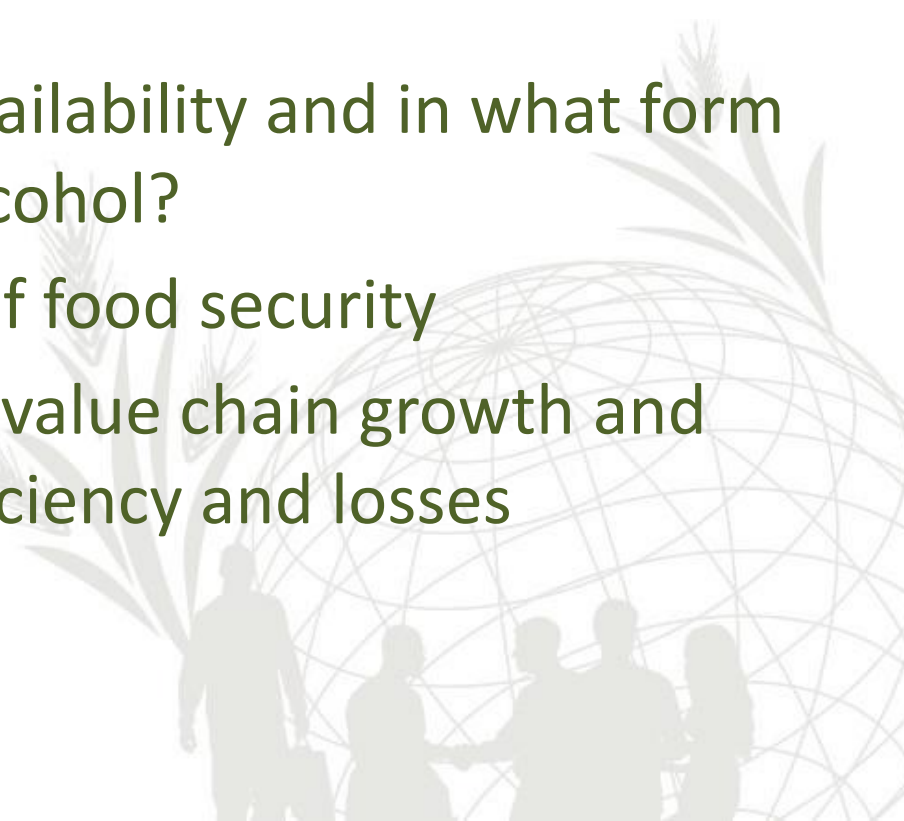 ailability and in what form
cohol?
f food security
value chain growth and
ciency and losses